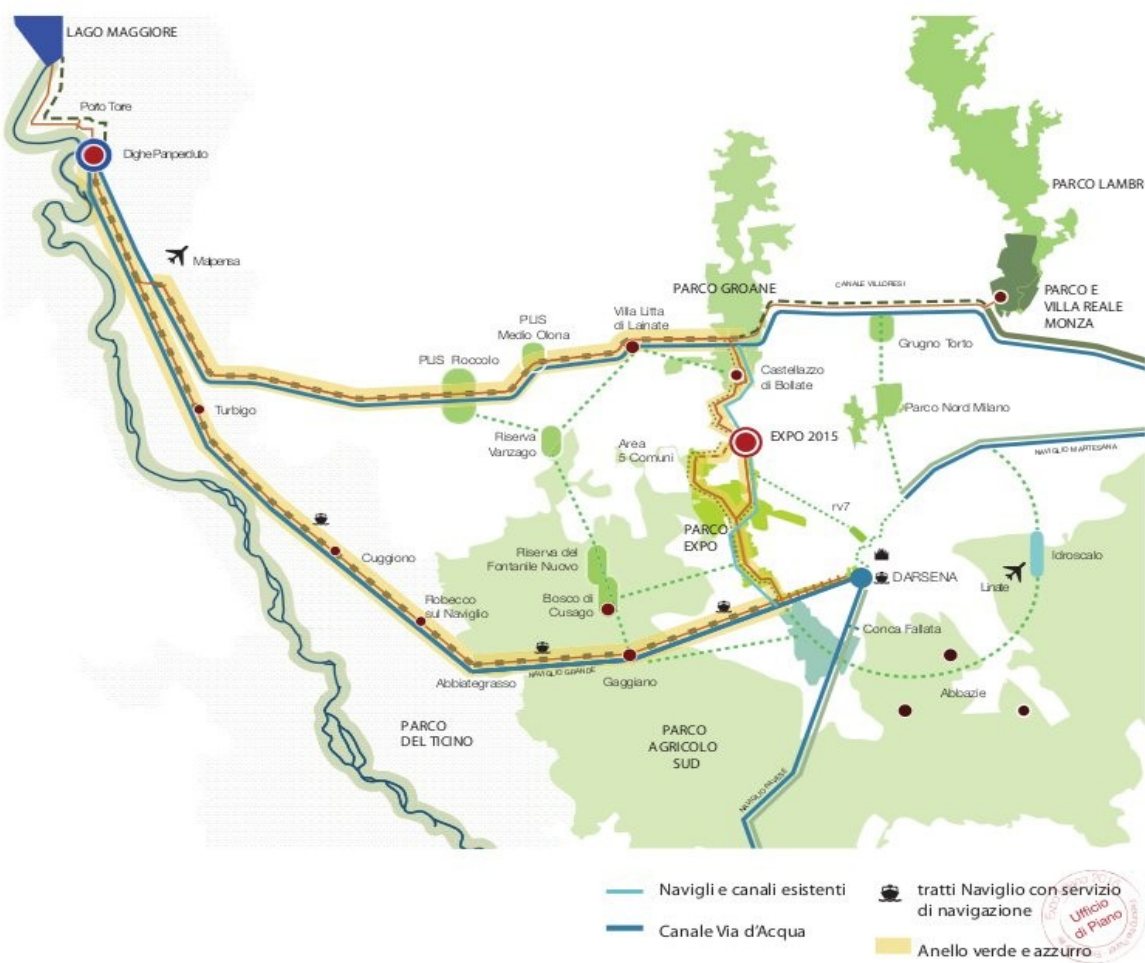 LAGO MAGGIORE
Porto Torre
Dighe Panperduto
PARCO LAMBR
Malpensa
PARCO GROANE
CANALE VILLORESI
PARCO E
VILLA REALE
MONZA
PLIS
Medio Olona
Villa Litta
di Lainate
PLIS Roccolo
Grugno Torto
Castellazzo
di Bollate
Turbigo
Parco Nord Milano
Riserva
Vanzago
Area
5 Comuni
EXPO 2015
NAVIGLIO MARTESANA
rv7
PARCO
EXPO
Cuggiono
Riserva del
Fontanile Nuovo
Idroscalo
DARSENA
Linate
Robecco
sul Naviglio
Bosco di
Cusago
Conca Fallata
Abbiategrasso
NAVIGLIO GRANDE
Gaggiano
Abbazie
PARCO
DEL TICINO
PARCO
AGRICOLO
SUD
NAVIGLIO PAVESE
Navigli e canali esistenti
tratti Naviglio con servizio
di navigazione
Canale Via d'Acqua
Anello verde e azzurro
Ufficio
di Piano